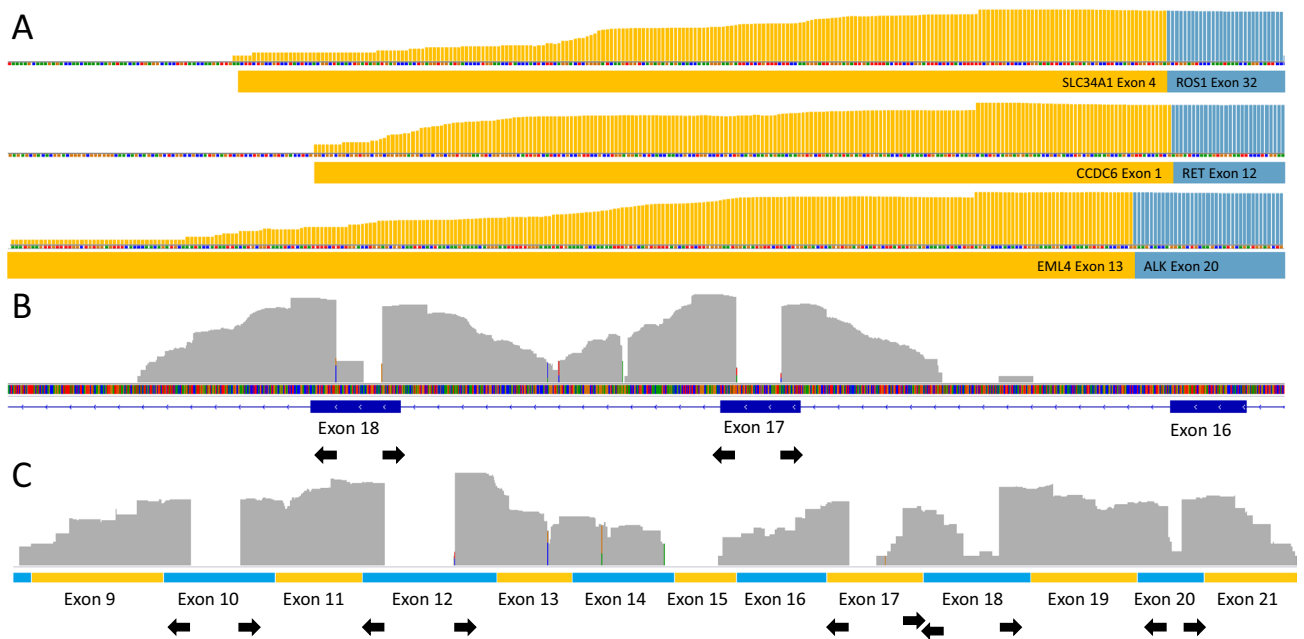 A
SLC34A1 Exon 4 ROS1 Exon 32
CCDC6 Exon 1 RET Exon 12
EML4 Exon 13 ALK Exon 20
B
Exon 18 Exon 17 Exon 16
C
Exon 9 Exon 10 Exon 11 Exon 12 Exon 13 Exon 14 Exon 15 Exon 16 Exon 17 Exon 18 Exon 19 Exon 20 Exon 21